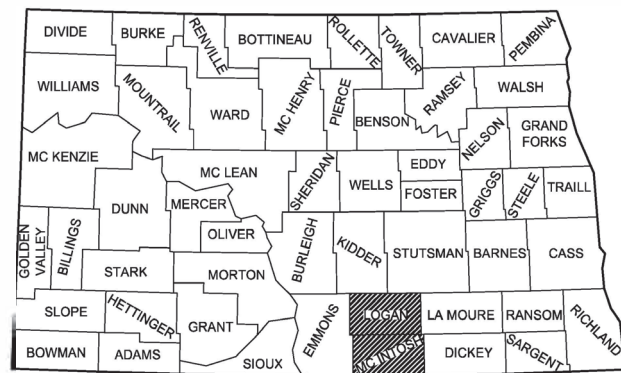 DIVIDE
BURKE
RENVILLE
BOTTINEAU
ROLLETTE
TOWNER
CAVALIER
PEMBINA
WILLIAMS
MOUNTRAIL
WARD
MC HENRY
PIERCE
BENSON
RAMSEY
WALSH
NELSON
GRAND
FORKS
MC KENZIE
DUNN
MC LEAN
MERCER
OLIVER
SHERIDAN
WELLS
EDDY
FOSTER
GRIGGS
STEELE
TRAILL
GOLDEN
VALLEY
BILLINGS
STARK
MORTON
BURLEIGH
KIDDER
STUTSMAN
BARNES
CASS
SLOPE
HETTINGER
GRANT
EMMONS
LOGAN
LA MOURE
RANSOM
RICHLAND
BOWMAN
ADAMS
SIOUX
MC INTOSH
DICKEY
SARGENT